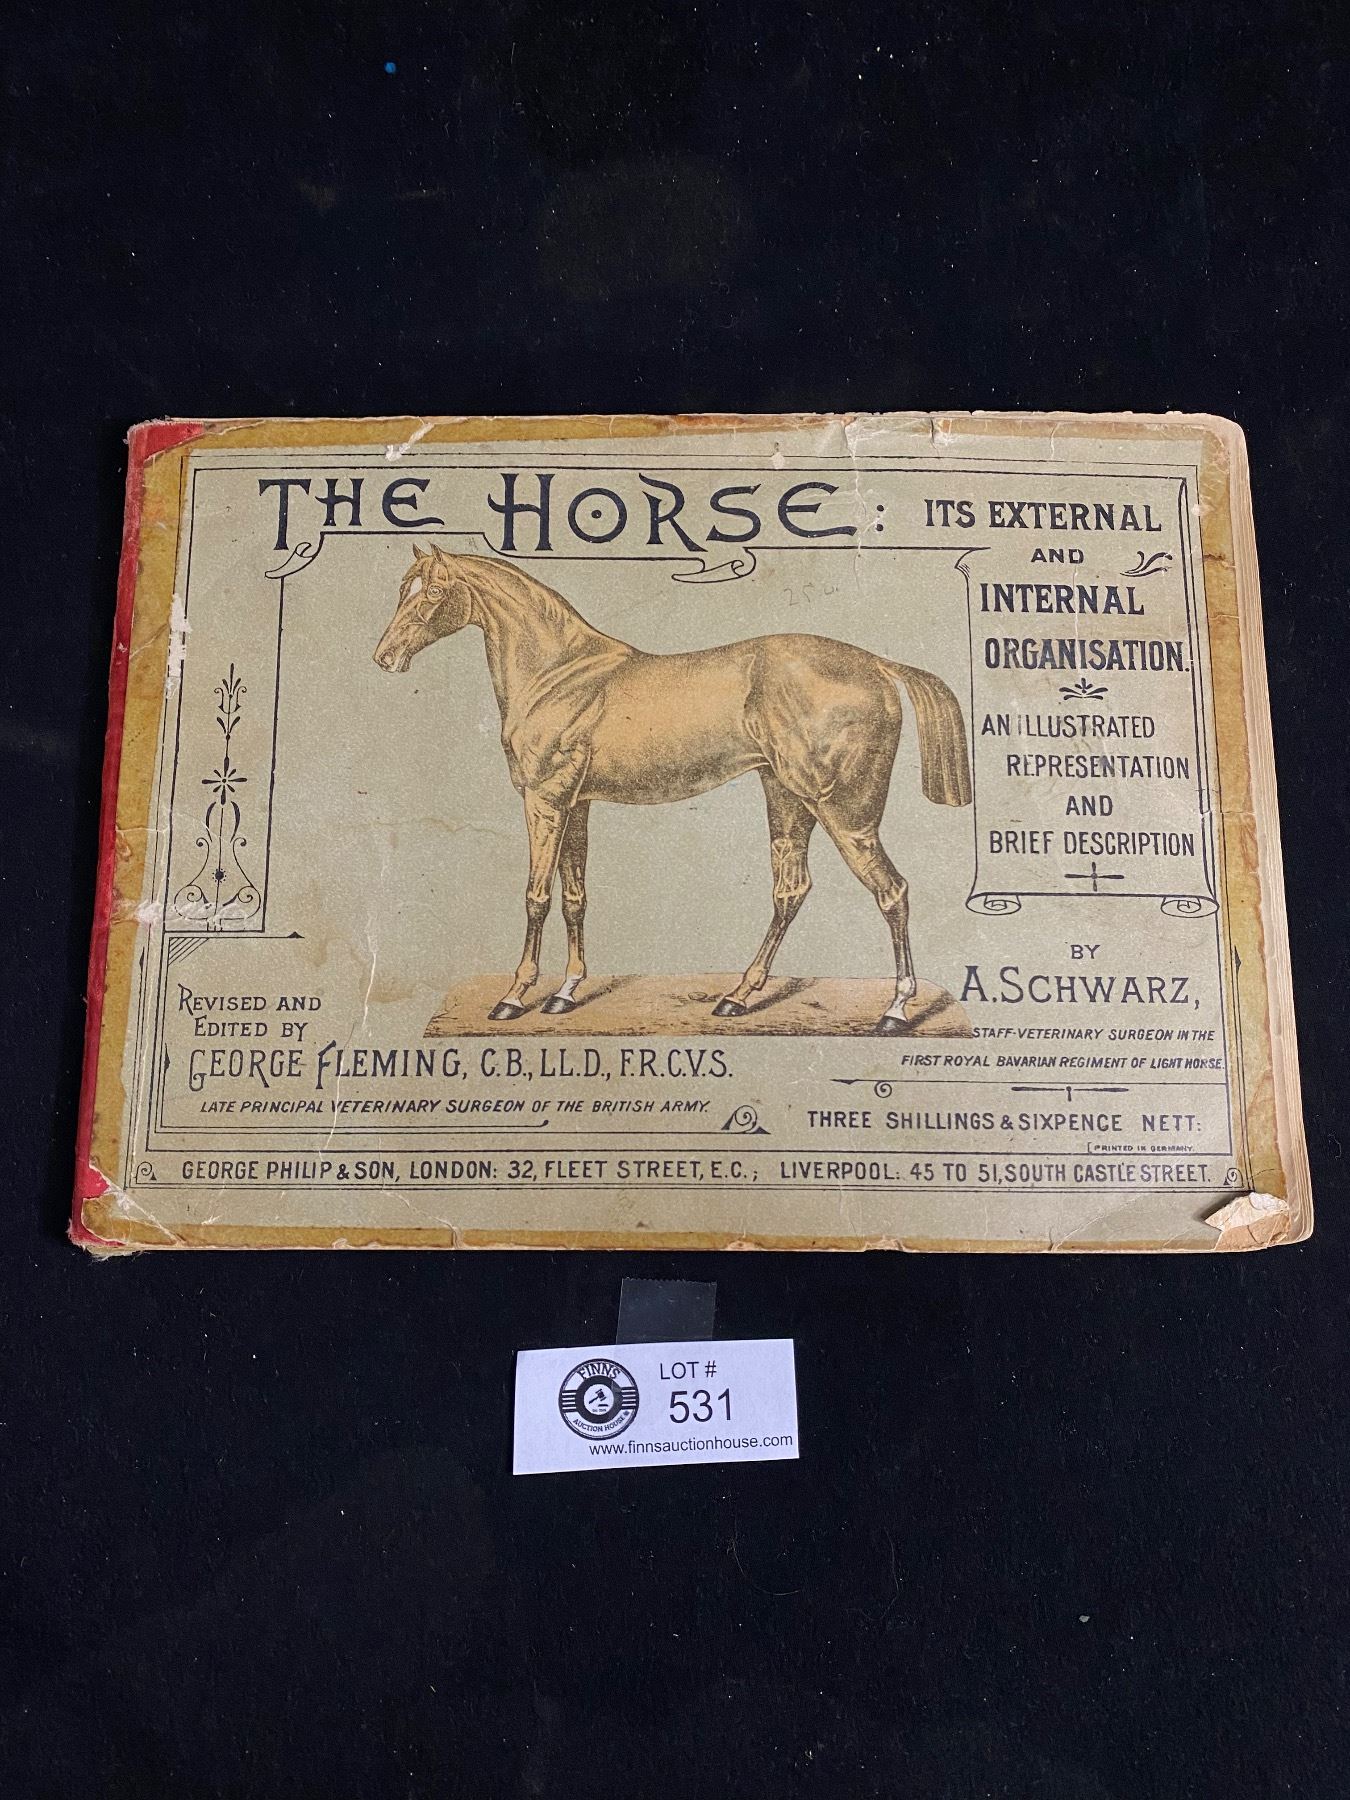 THE HORSE:
ITS EXTERNAL
AND
INTERNAL
ORGANISATION.
AN ILLUSTRATED
REPRESENTATION
AND
BRIEF DESCRIPTION
BY
A. SCHWARZ,
STAFF-VETERINARY SURGEON IN THE
FIRST ROYAL BAVARIAN REGIMENT OF LIGHT HORSE.
REVISED AND
EDITED BY
GEORGE FLEMING, C.B., LL.D., F.R.C.V.S.
LATE PRINCIPAL VETERINARY SURGEON OF THE BRITISH ARMY.
THREE SHILLINGS & SIXPENCE NETT:
[PRINTED IN GERMANY.
GEORGE PHILIP & SON, LONDON: 32, FLEET STREET, E.C.; LIVERPOOL: 45 TO 51, SOUTH CASTLE STREET.
FINNS
AUCTION HOUSE
LOT #
531
www.finnsauctionhouse.com